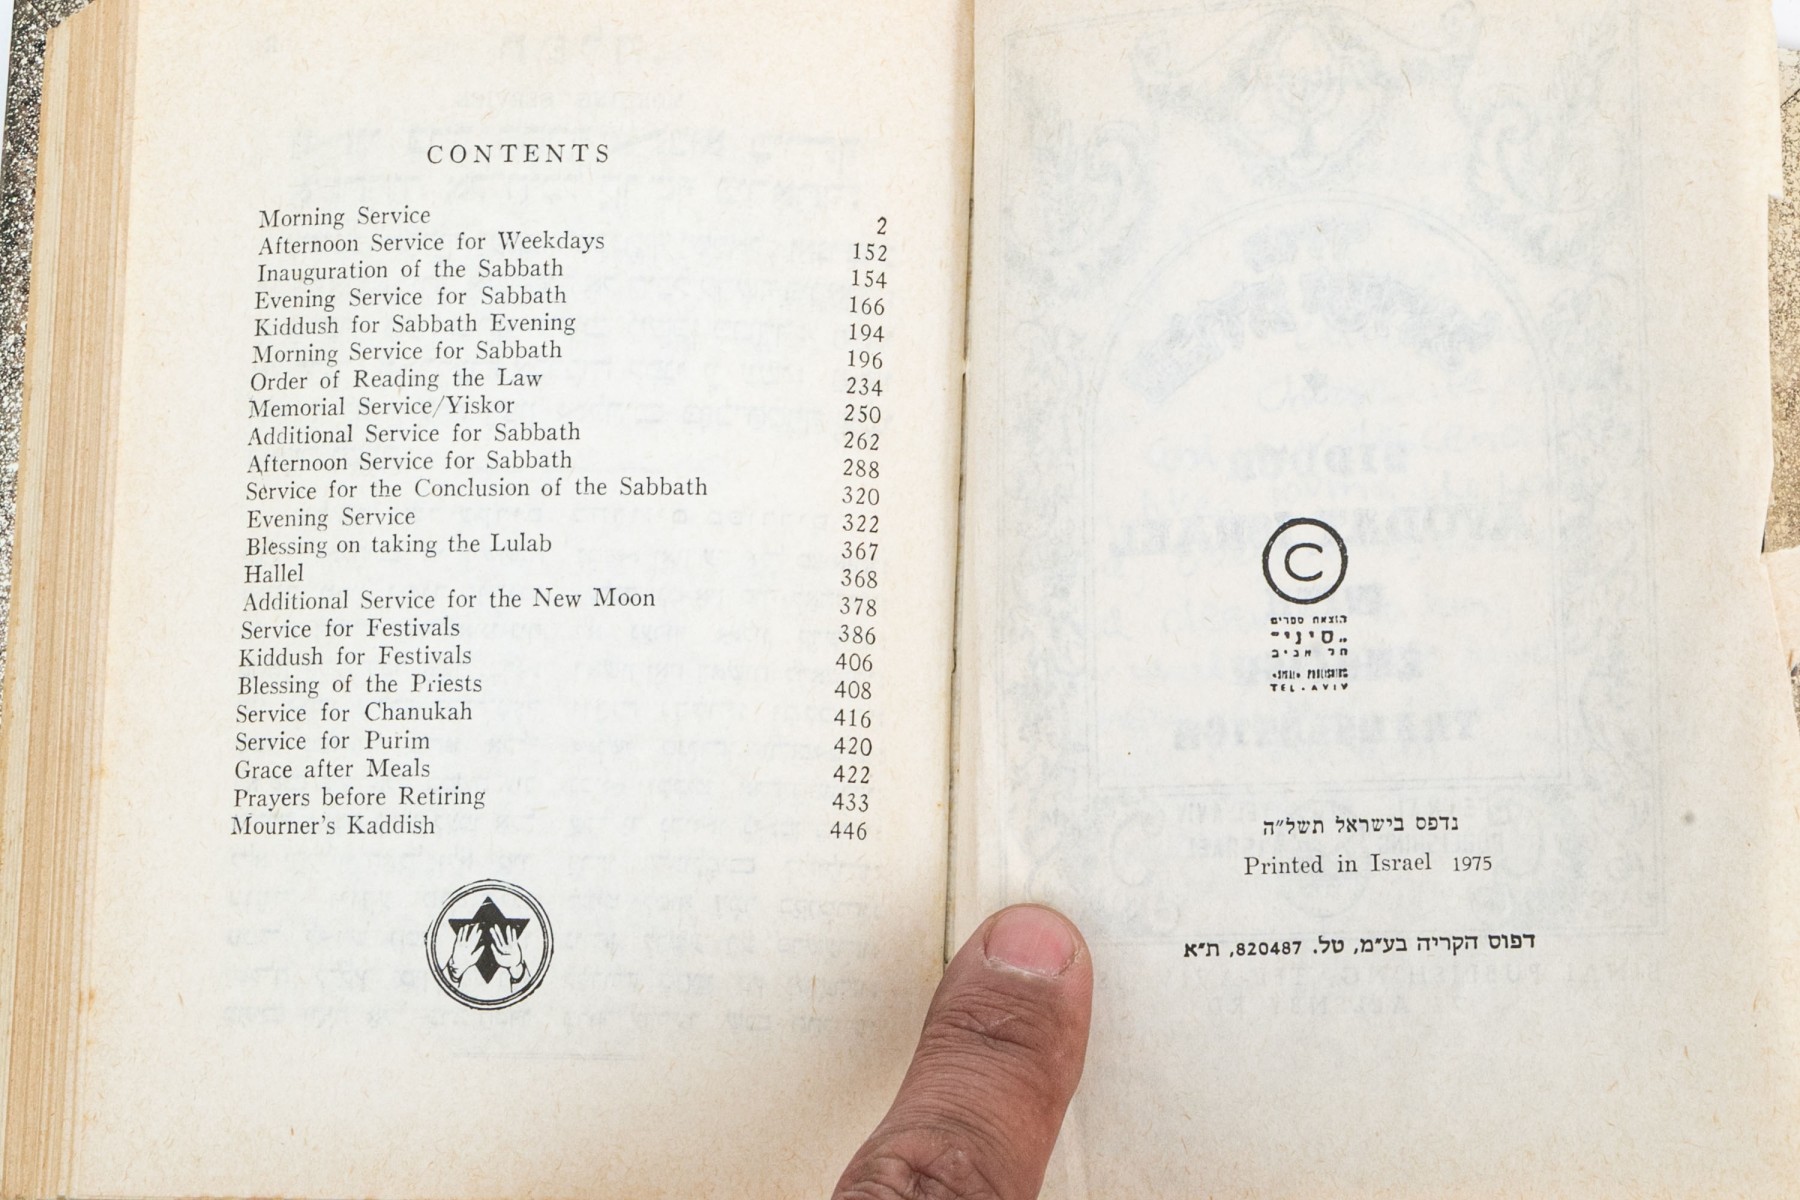 CONTENTS
Morning Service 2
Afternoon Service for Weekdays 152
Inauguration of the Sabbath 154
Evening Service for Sabbath 166
Kiddush for Sabbath Evening 194
Morning Service for Sabbath 196
Order of Reading the Law 234
Memorial Service/Yiskor 250
Additional Service for Sabbath 262
Afternoon Service for Sabbath 288
Service for the Conclusion of the Sabbath 320
Evening Service 322
Blessing on taking the Lulab 367
Hallel 368
Additional Service for the New Moon 378
Service for Festivals 386
Kiddush for Festivals 406
Blessing of the Priests 408
Service for Chanukah 416
Service for Purim 420
Grace after Meals 422
Prayers before Retiring 433
Mourner's Kaddish 446
©
הוצאת ספרים
„סיני"
תל אביב
"SINAI" PUBLISHING
TEL-AVIV
נדפס בישראל תשל״ה
Printed in Israel 1975
דפוס הקריה בע״מ, טל. 820487, ת״א